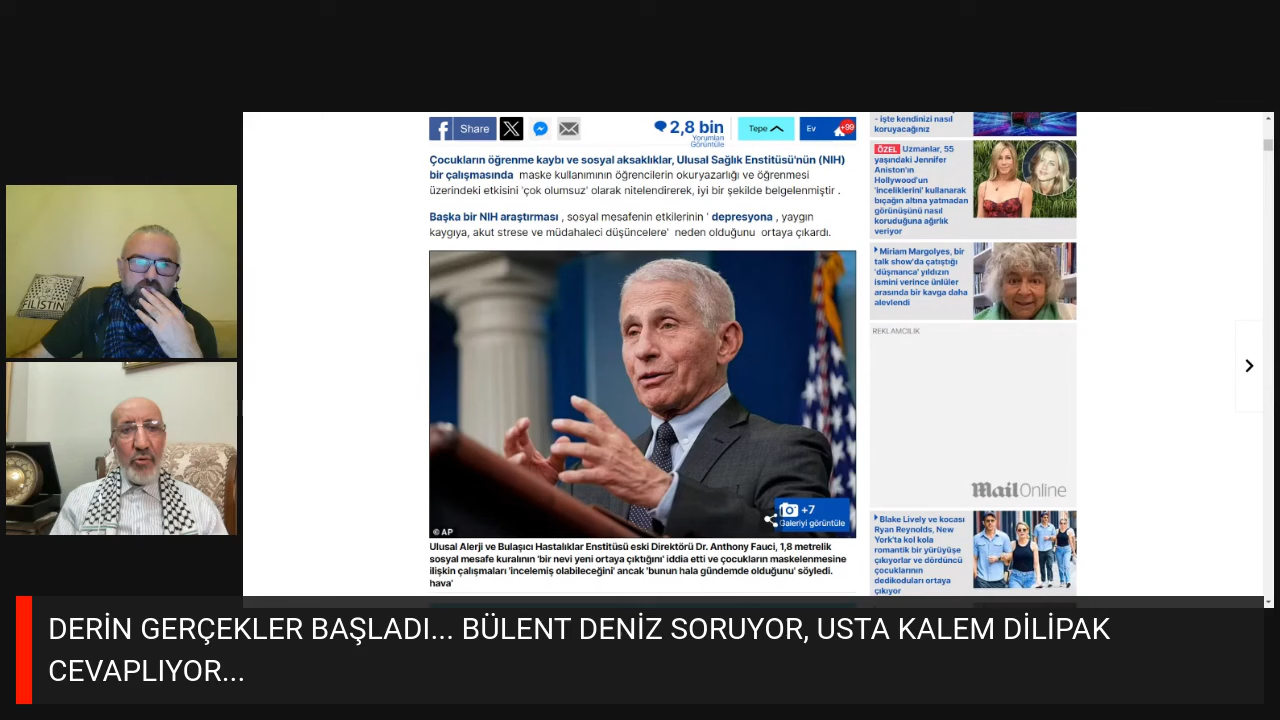 Share
2,8 bin
Yorumları
Görüntüle
Tepe
Ev
+99
Çocukların öğrenme kaybı ve sosyal aksaklıklar, Ulusal Sağlık Enstitüsü'nün (NIH)
bir çalışmasında maske kullanımının öğrencilerin okuryazarlığı ve öğrenmesi
üzerindeki etkisini 'çok olumsuz' olarak nitelendirerek, iyi bir şekilde belgelenmiştir .
Başka bir NIH araştırması , sosyal mesafenin etkilerinin ' depresyona , yaygın
kaygıya, akut strese ve müdahaleci düşüncelere' neden olduğunu ortaya çıkardı.
© AP
+7
Galeriyi görüntüle
Ulusal Alerji ve Bulaşıcı Hastalıklar Enstitüsü eski Direktörü Dr. Anthony Fauci, 1,8 metrelik
sosyal mesafe kuralının 'bir nevi yeni ortaya çıktığını' iddia etti ve çocukların maskelenmesine
ilişkin çalışmaları 'incelemiş olabileceğini' ancak 'bunun hala gündemde olduğunu' söyledi.
hava'
- işte kendinizi nasıl
koruyacağınız
ÖZEL Uzmanlar, 55
yaşındaki Jennifer
Aniston'ın
Hollywood'un
'inceliklerini' kullanarak
bıçağın altına yatmadan
görünüşünü nasıl
koruduğuna ağırlık
veriyor
Miriam Margolyes, bir
talk show'da çatıştığı
'düşmanca' yıldızın
ismini verince ünlüler
arasında bir kavga daha
alevlendi
REKLAMCILIK
MailOnline
Blake Lively ve kocası
Ryan Reynolds, New
York'ta kol kola
romantik bir yürüyüşe
çıkıyorlar ve dördüncü
çocuklarının
dedikoduları ortaya
çıkıyor
FİLİSTİN
DERİN GERÇEKLER BAŞLADI... BÜLENT DENİZ SORUYOR, USTA KALEM DİLİPAK
CEVAPLIYOR...